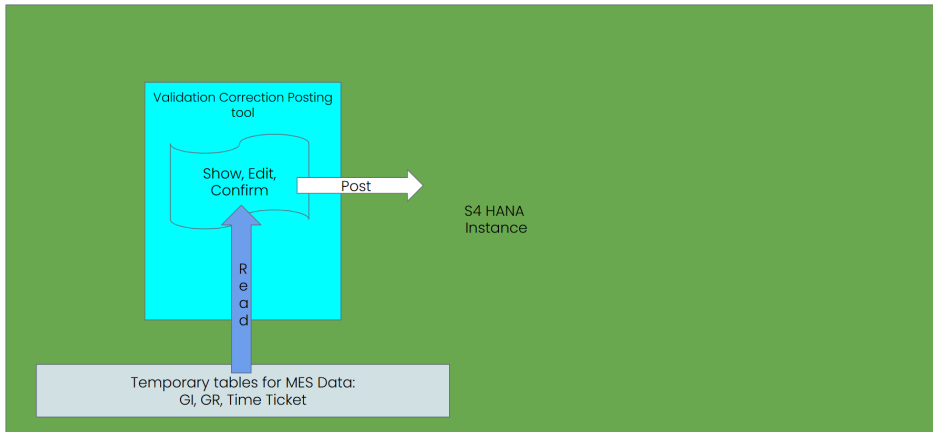 Validation Correction Posting
tool
Show, Edit,
Confirm
Post
S4 HANA
Instance
Read
Temporary tables for MES Data:
GI, GR, Time Ticket